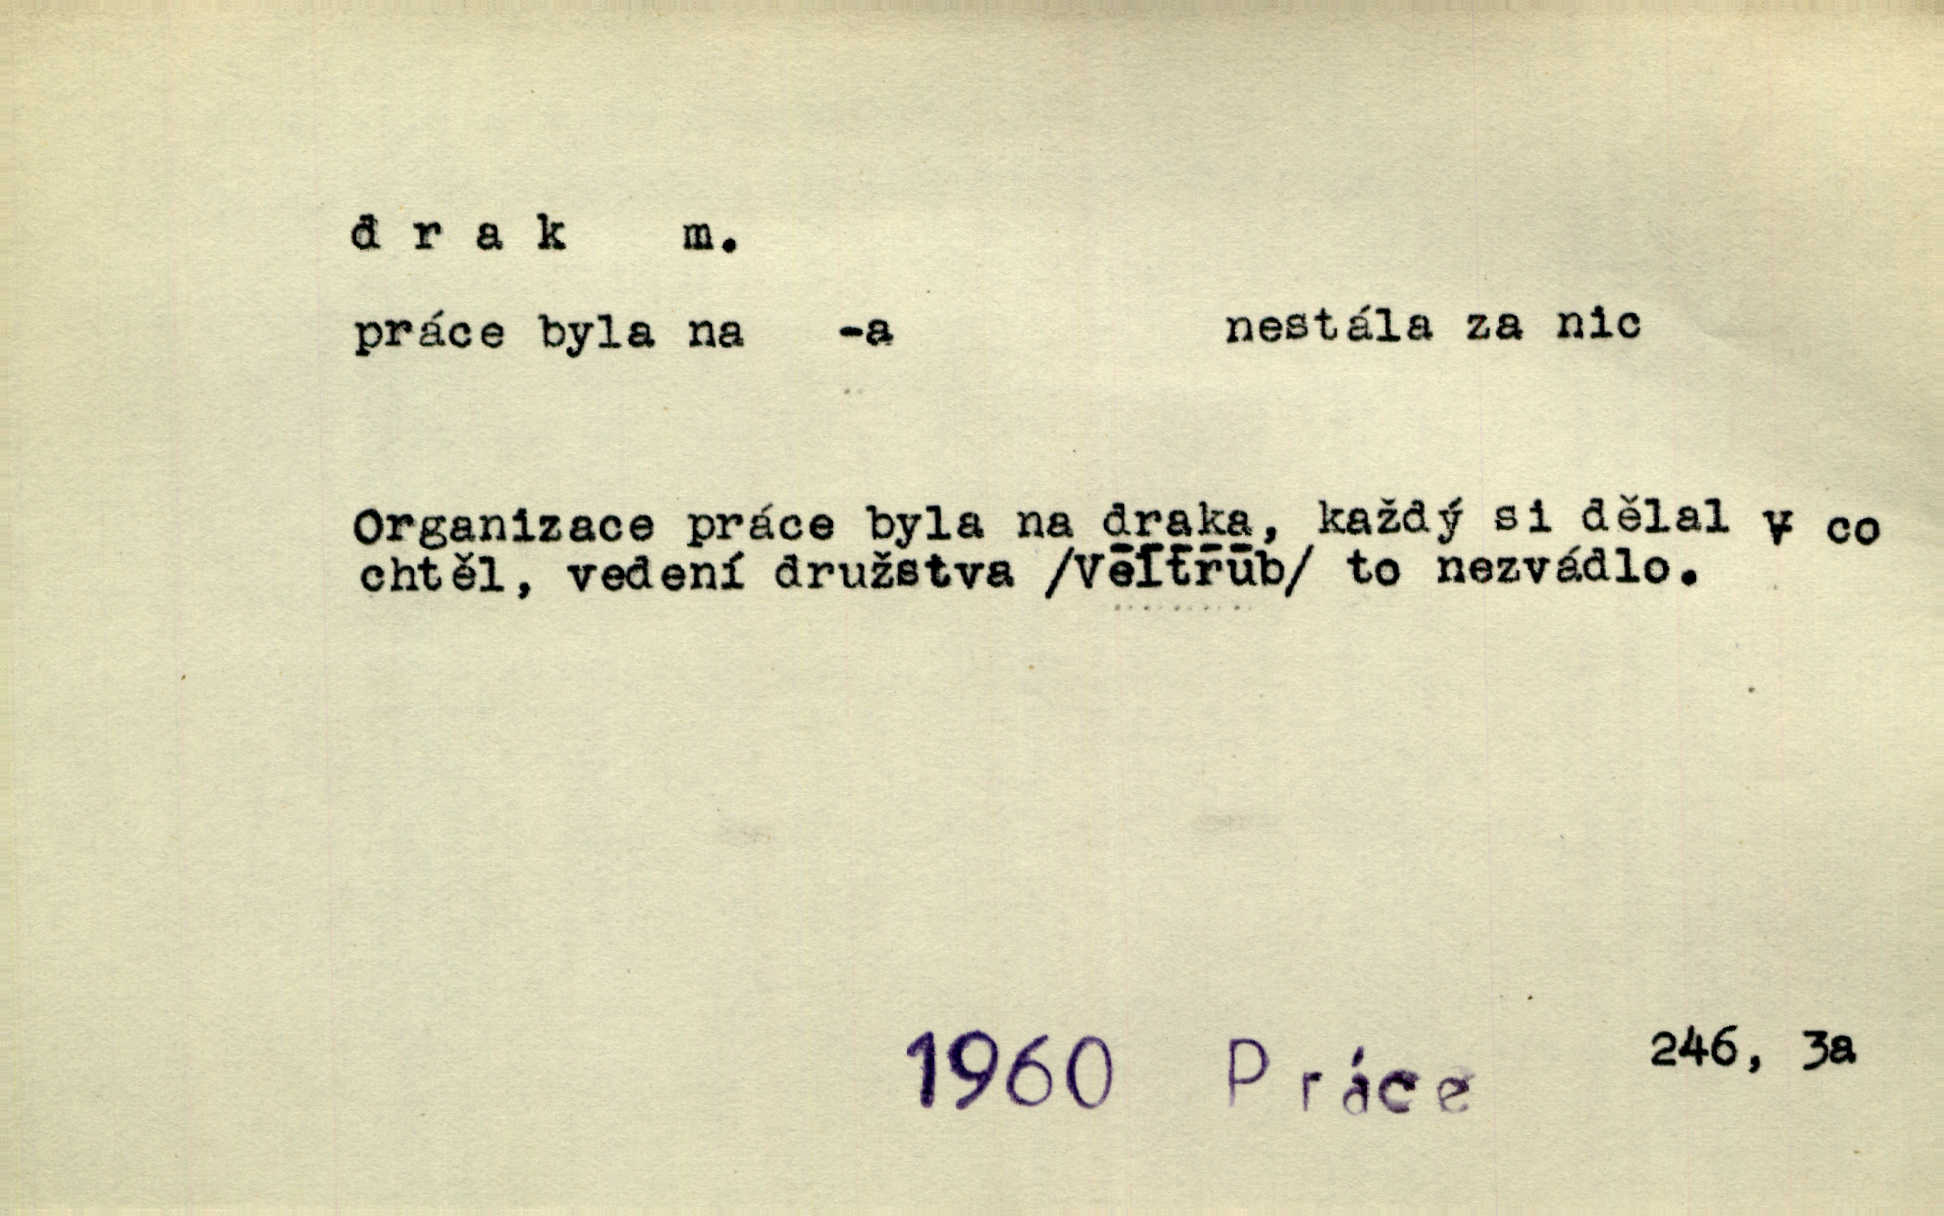 d r a k   m.
práce byla na   -a   nestála za nic
Organizace práce byla na draka, každý si dělal v co
chtěl, vedení družstva /Veltrub/ to nezvádlo.
1960   Práce   246, 3a